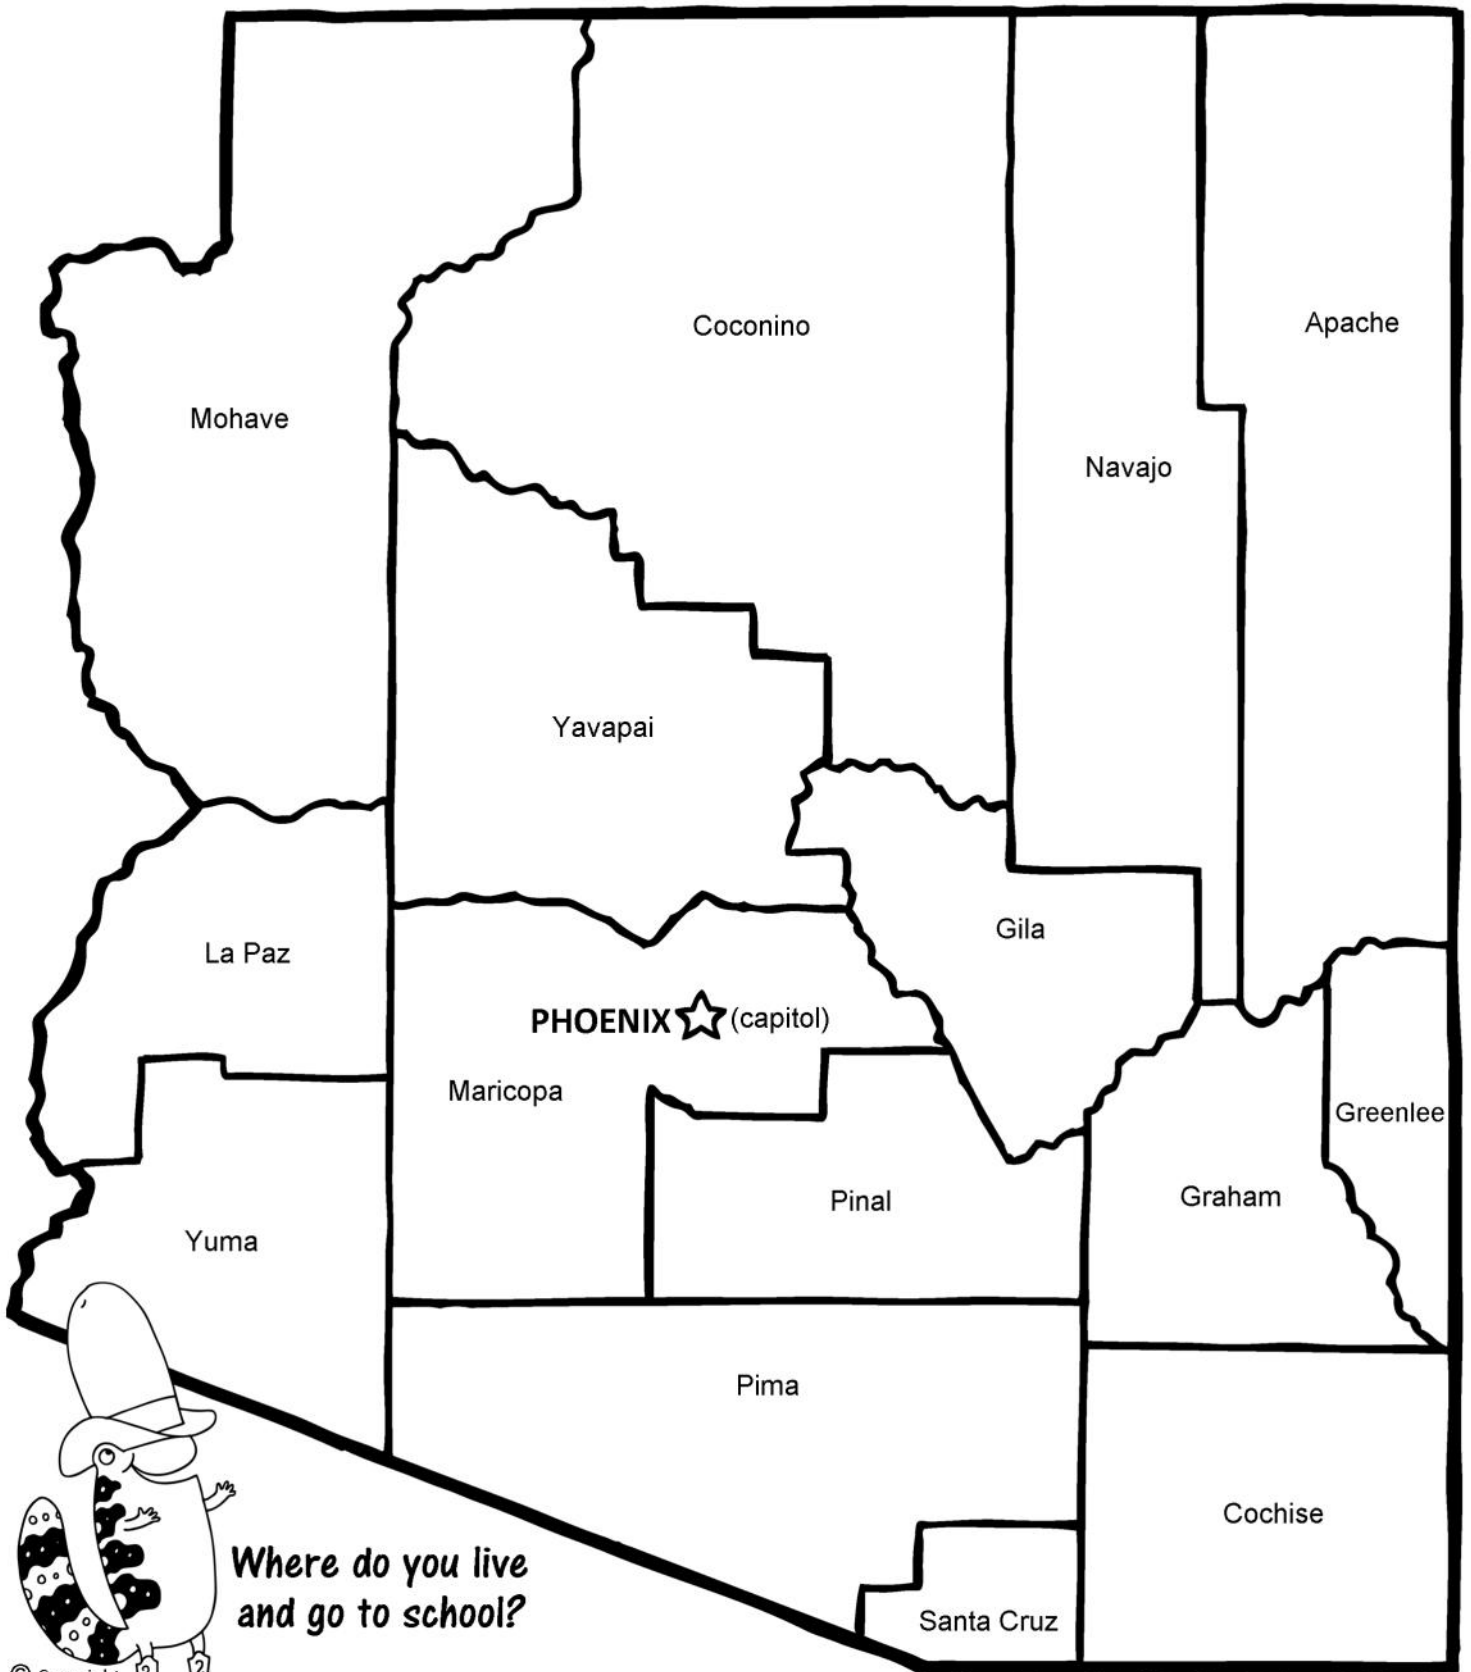 Coconino
Apache
Mohave
Navajo
Yavapai
Gila
La Paz
PHOENIX (capitol)
Maricopa
Greenlee
Pinal
Graham
Yuma
Pima
Cochise
Where do you live
and go to school?
Santa Cruz
©